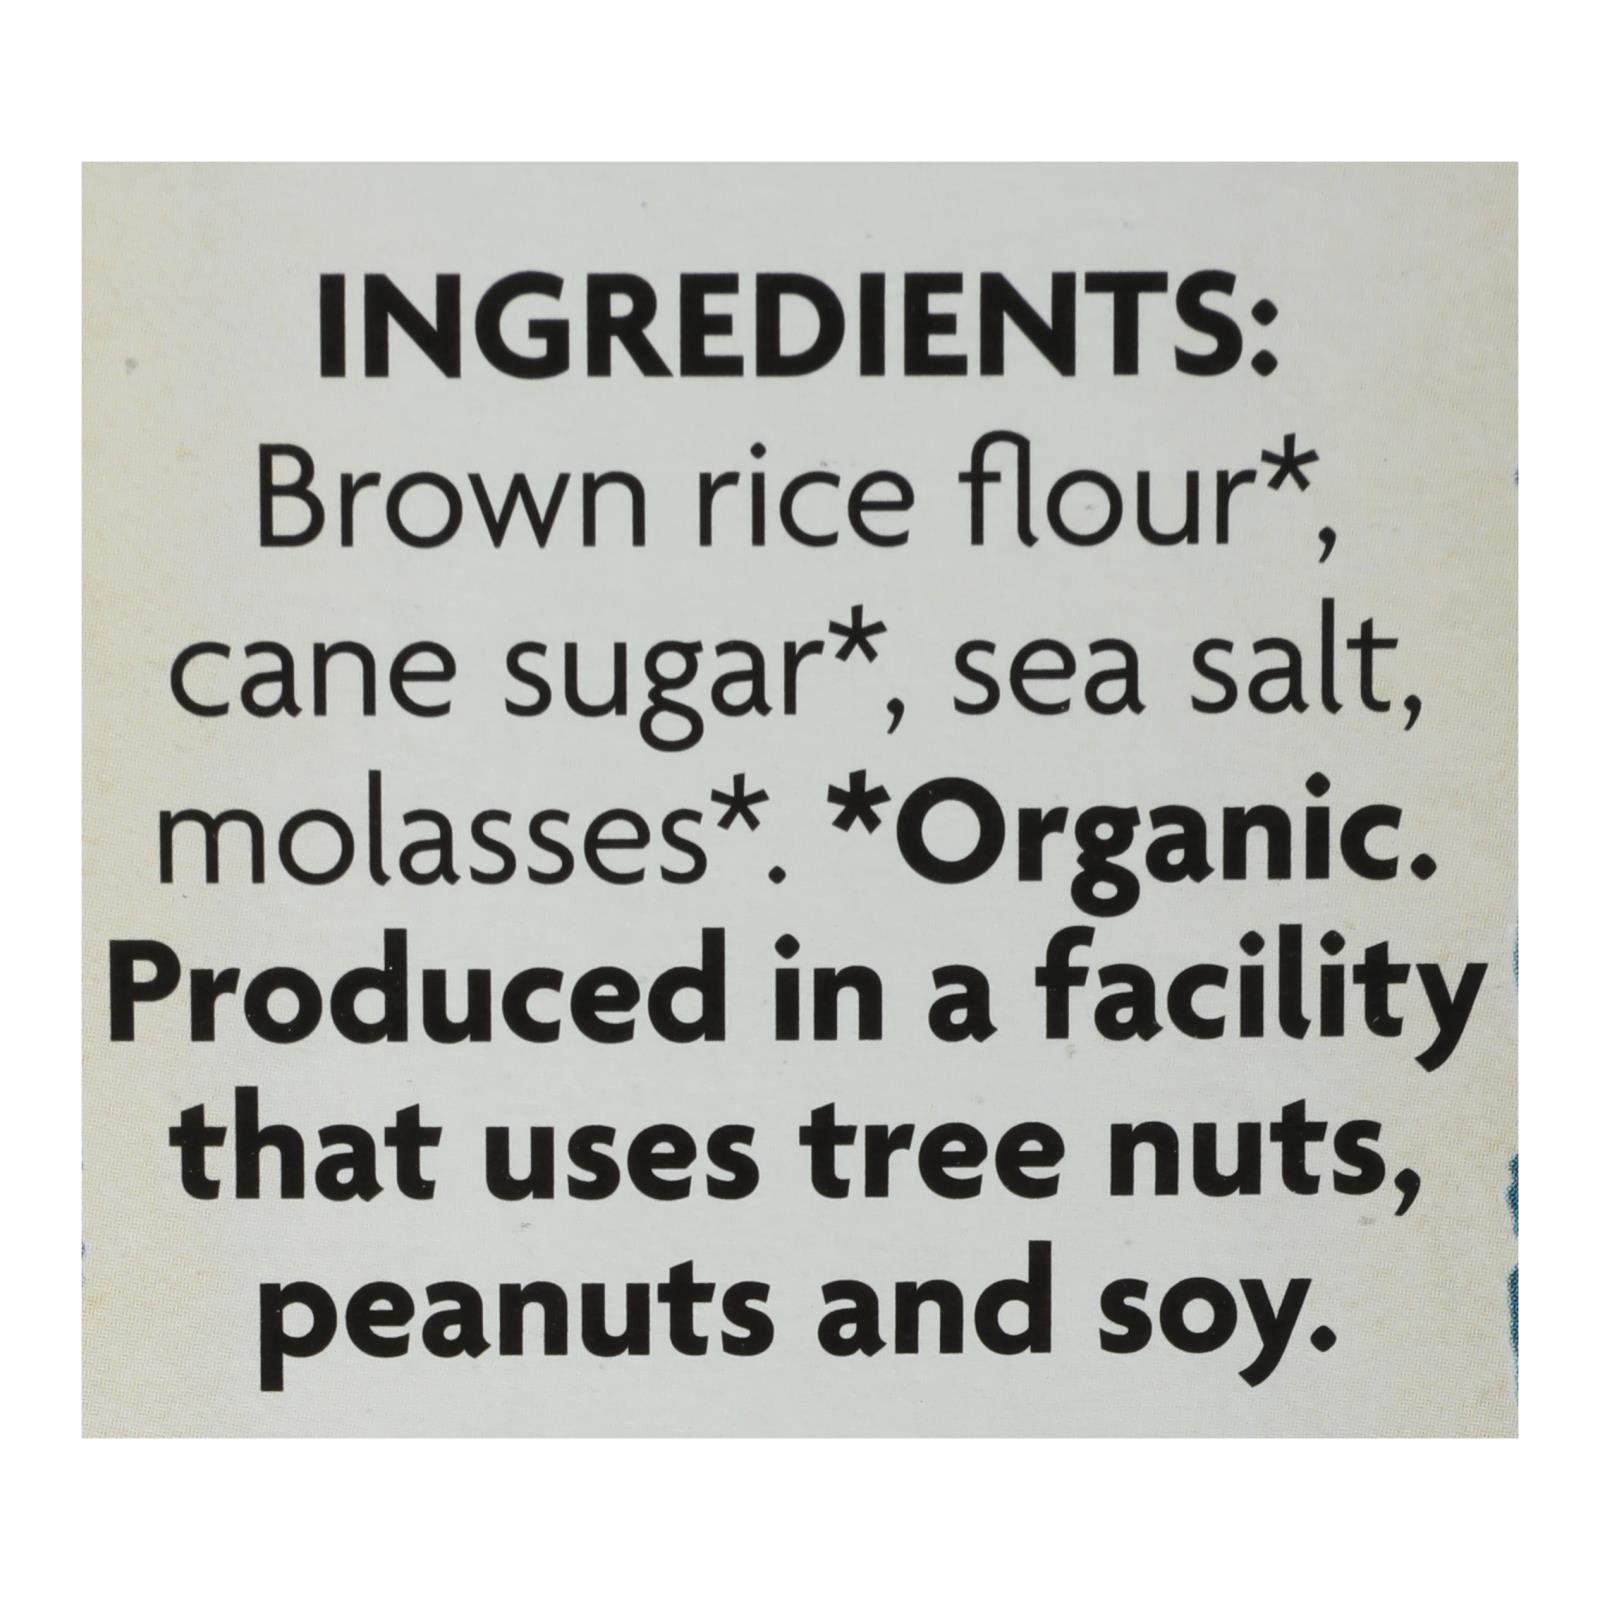 INGREDIENTS:
Brown rice flour*,
cane sugar*, sea salt,
molasses*. *Organic.
Produced in a facility
that uses tree nuts,
peanuts and soy.